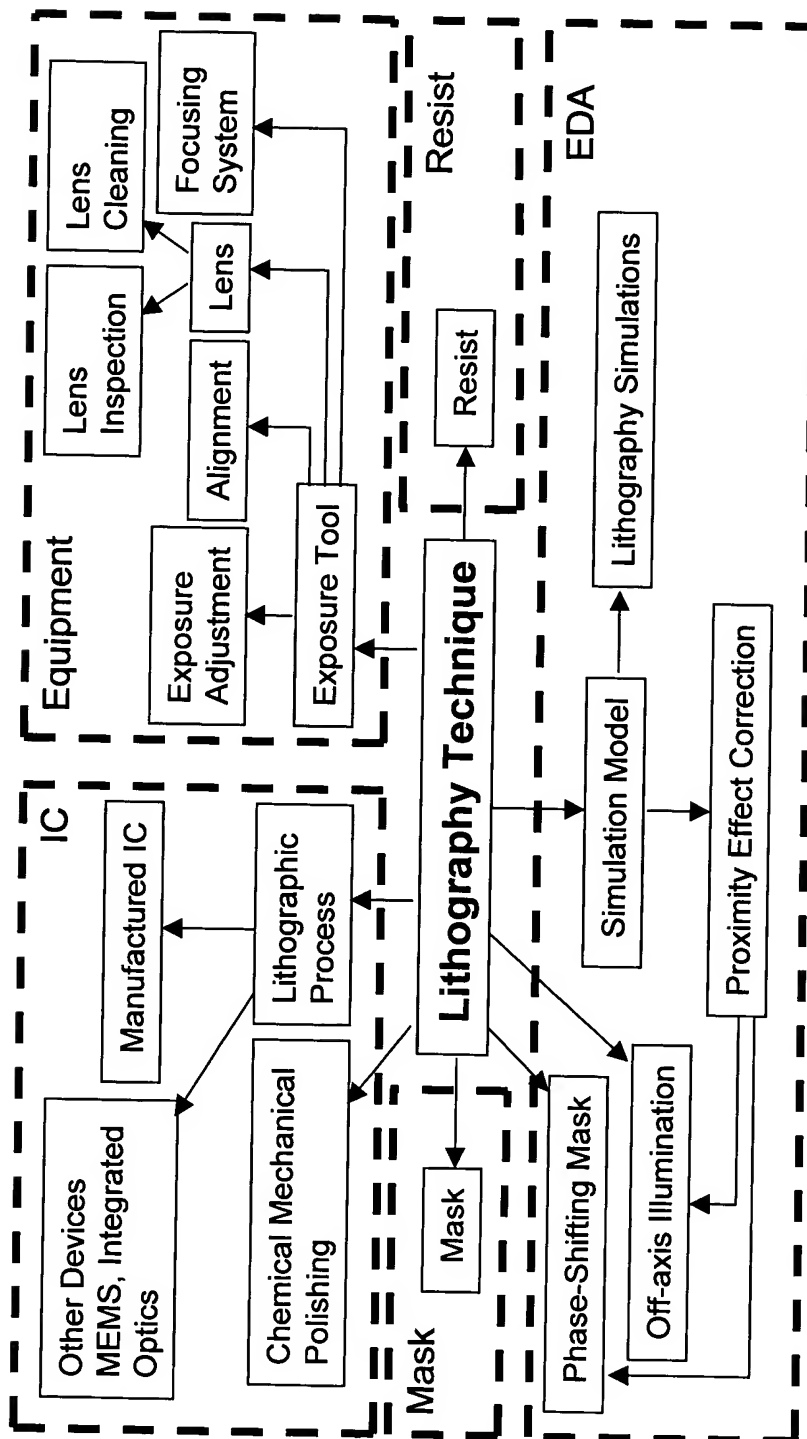 IC
Other Devices
MEMS, Integrated
Optics
Manufactured IC
Chemical Mechanical
Polishing
Lithographic
Process
Equipment
Lens
Inspection
Lens
Cleaning
Exposure
Adjustment
Alignment
Lens
Focusing
System
Exposure Tool
Mask
Mask
Lithography Technique
Resist
Resist
EDA
Phase-Shifting Mask
Off-axis Illumination
Simulation Model
Lithography Simulations
Proximity Effect Correction